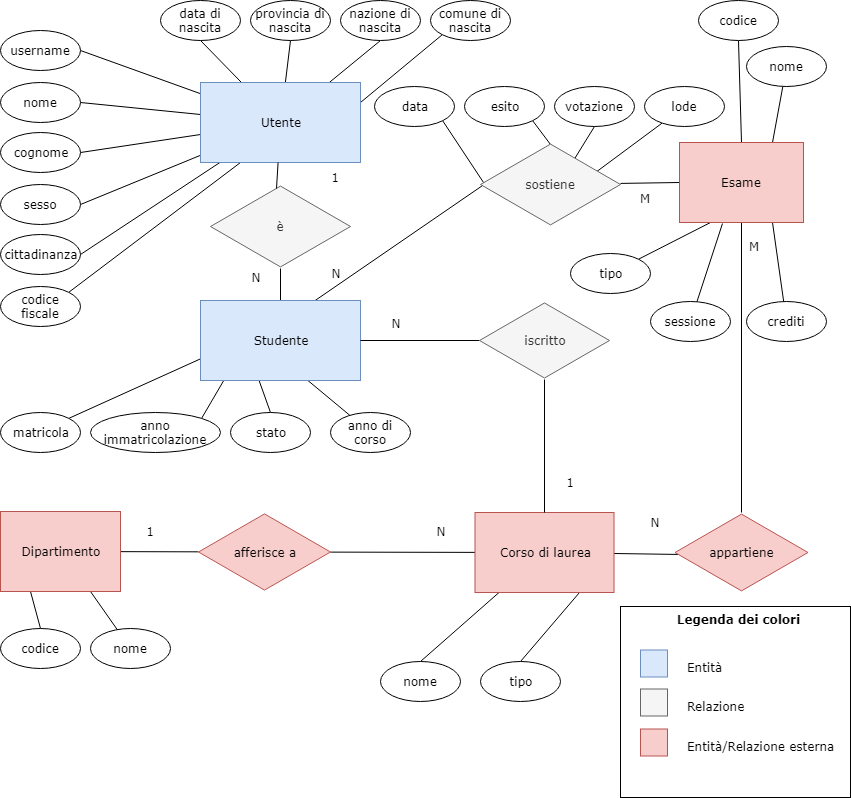 data di
nascita
provincia di
nascita
nazione di
nascita
comune di
nascita
codice
username
nome
nome
cognome
sesso
cittadinanza
codice
fiscale
Utente
data
esito
votazione
lode
sostiene
M
Esame
1
è
N
N
M
tipo
sessione
crediti
Studente
N
iscritto
matricola
anno
immatricolazione
stato
anno di
corso
1
Dipartimento
1
afferisce a
N
Corso di laurea
N
appartiene
codice
nome
nome
tipo
Legenda dei colori
Entità
Relazione
Entità/Relazione esterna